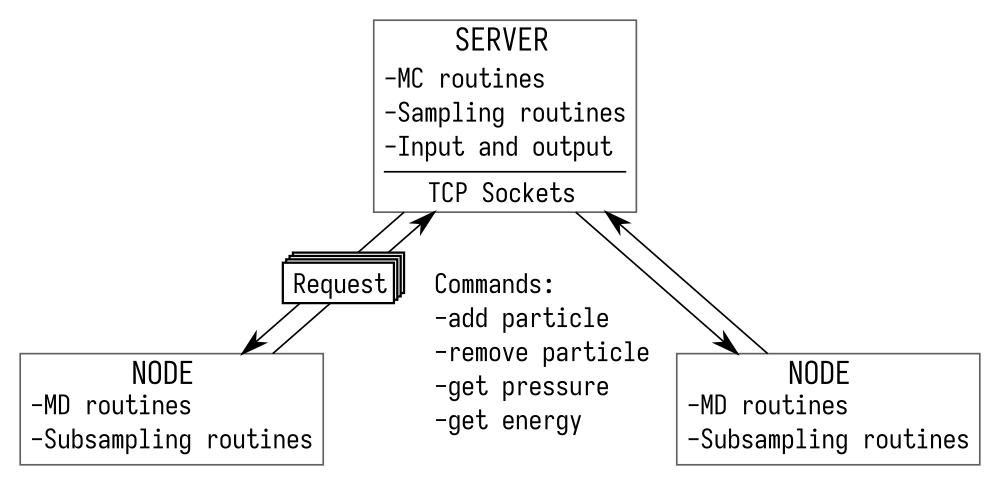 SERVER
-MC routines
-Sampling routines
-Input and output
TCP Sockets
Request
Commands:
-add particle
-remove particle
-get pressure
-get energy
NODE
-MD routines
-Subsampling routines
NODE
-MD routines
-Subsampling routines